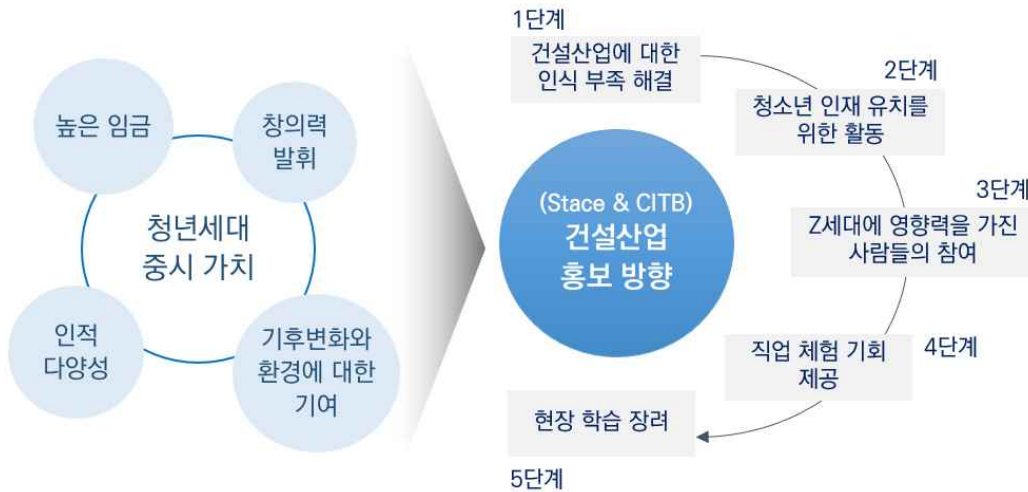 높은 임금
창의력
발휘
청년세대
중시 가치
인적
다양성
기후변화와
환경에 대한
기여
(Stace & CITB)
건설산업
홍보 방향
1단계
건설산업에 대한
인식 부족 해결
2단계
청소년 인재 유치를
위한 활동
3단계
Z세대에 영향력을 가진
사람들의 참여
직업 체험 기회
제공
4단계
현장 학습 장려
5단계